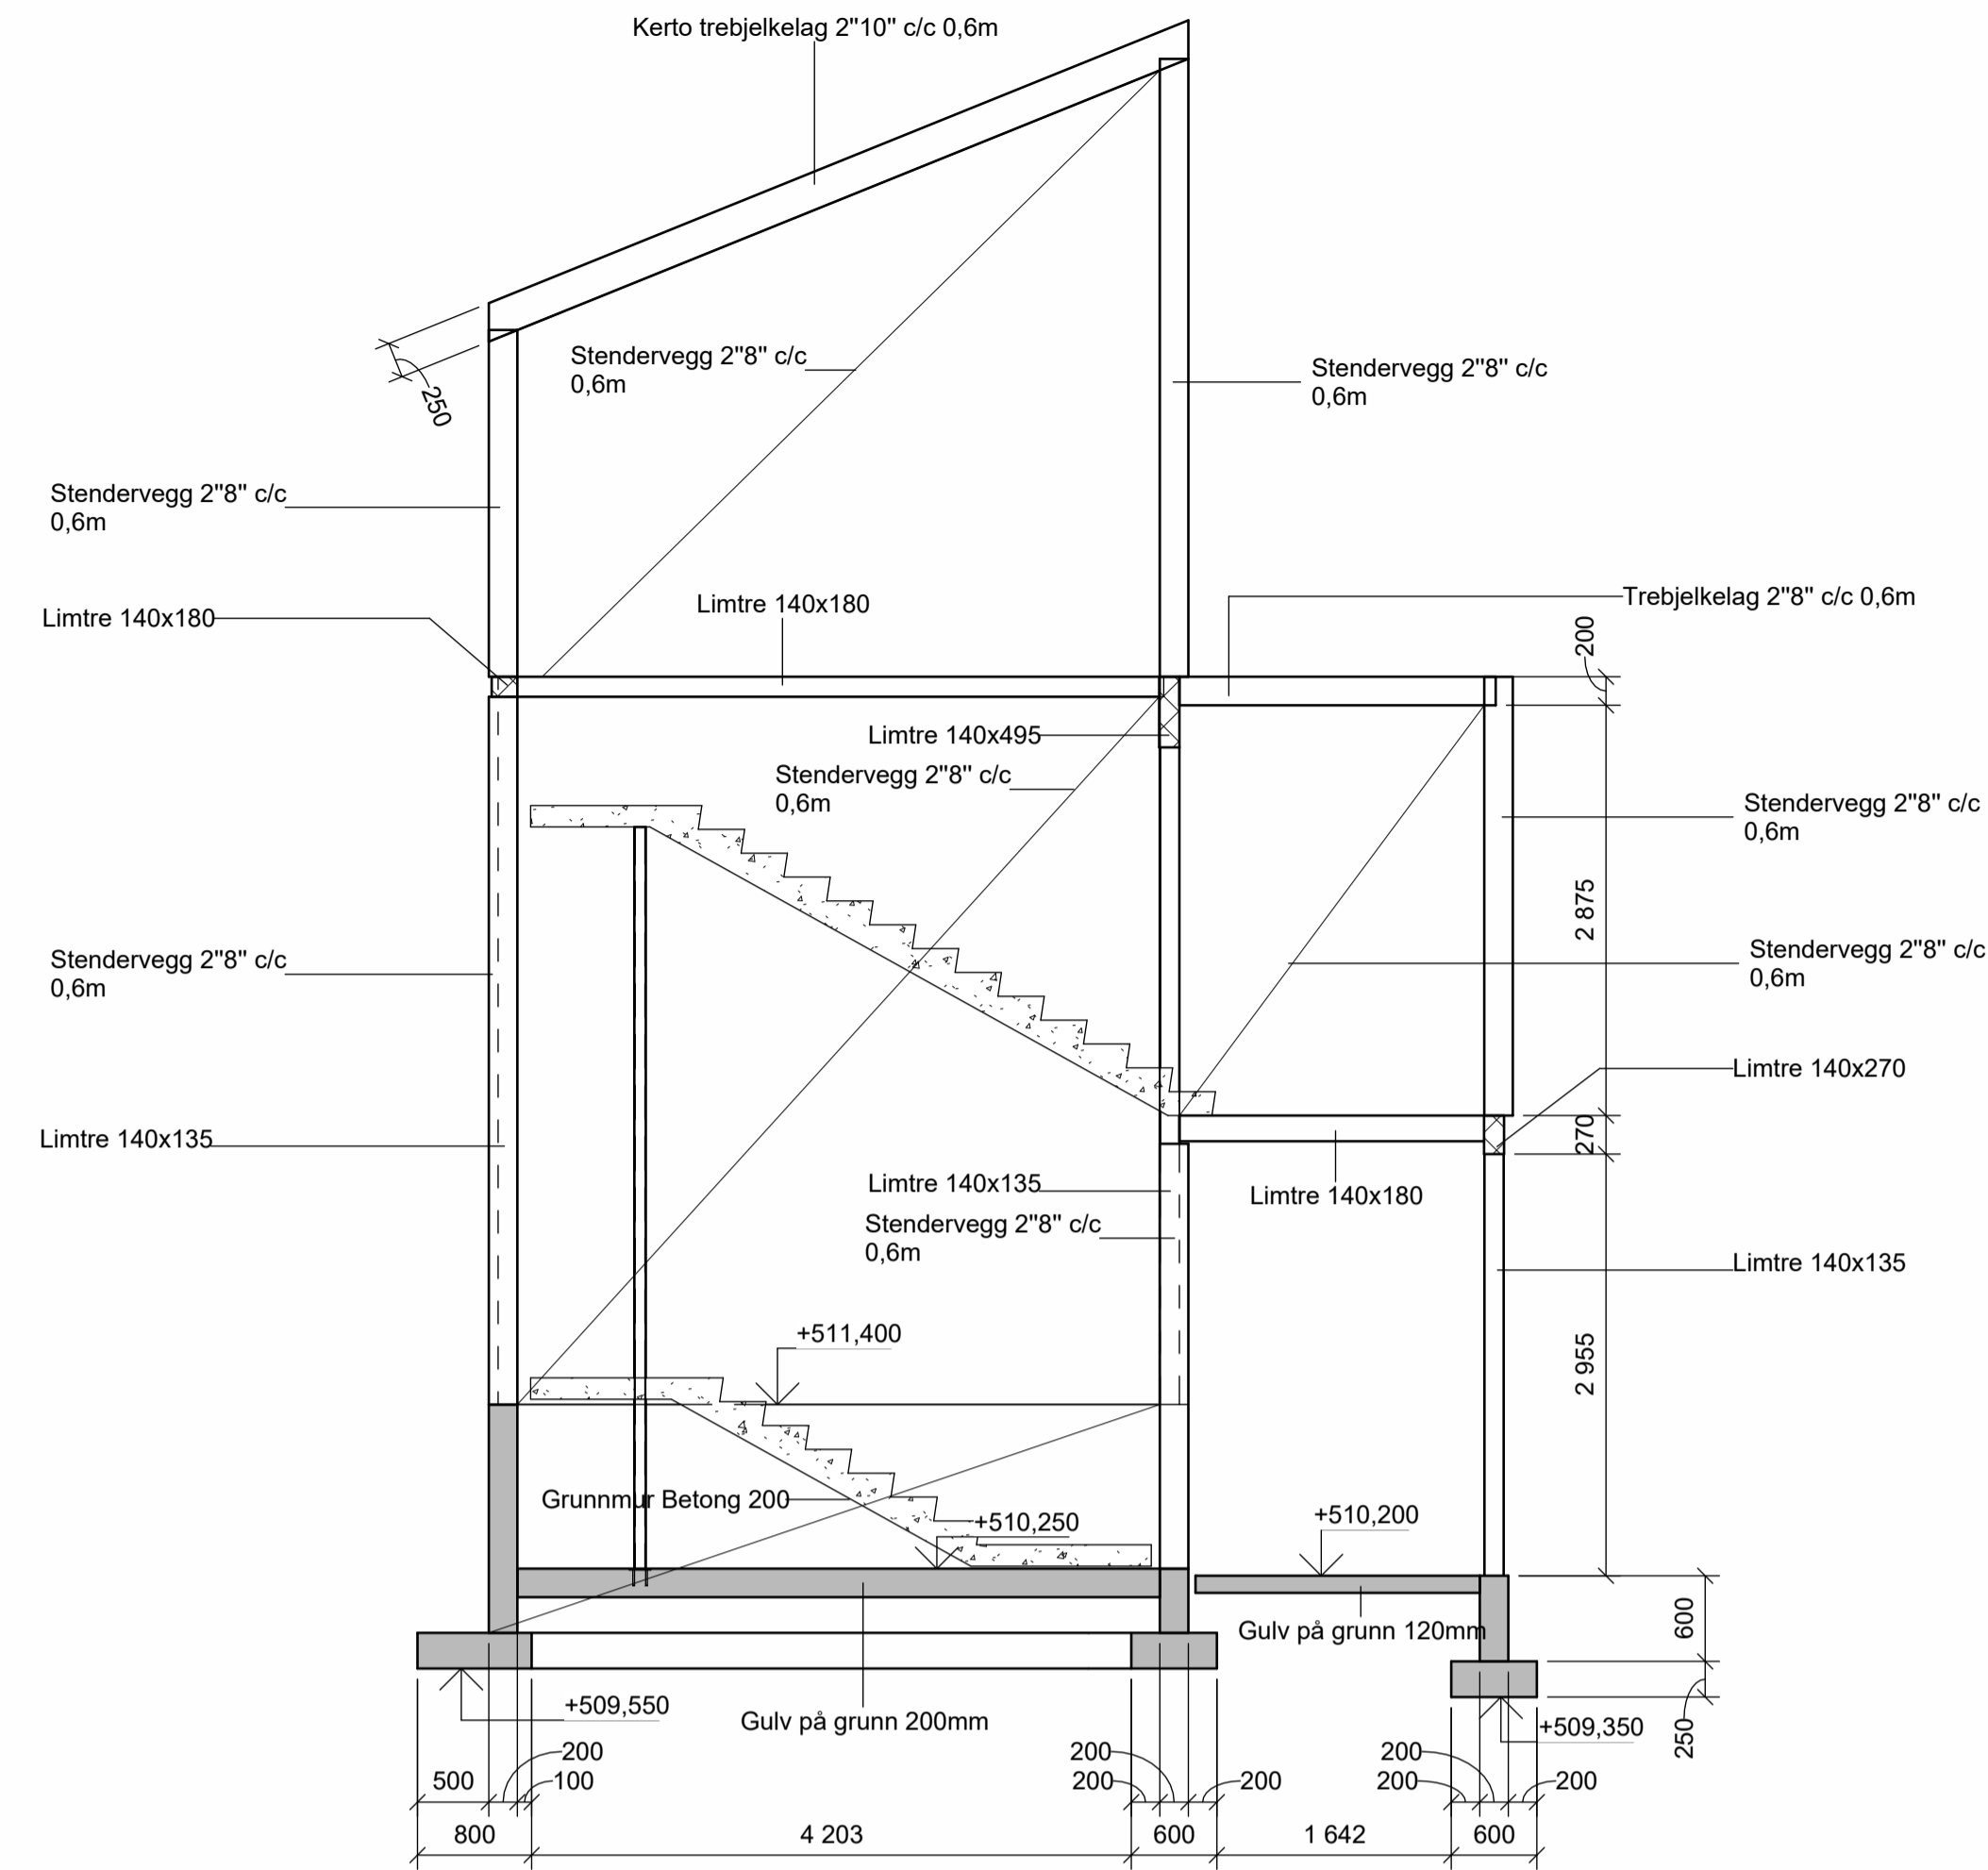 Kerto trebjelkelag 2"10" c/c 0,6m
Stendervegg 2"8" c/c
0,6m
Stendervegg 2"8" c/c
0,6m
250
Stendervegg 2"8" c/c
0,6m
Limtre 140x180
Limtre 140x180
Trebjelkelag 2"8" c/c 0,6m
200
Limtre 140x495
Stendervegg 2"8" c/c
0,6m
Stendervegg 2"8" c/c
0,6m
2 875
Stendervegg 2"8" c/c
0,6m
Stendervegg 2"8" c/c
0,6m
Limtre 140x270
270
Limtre 140x135
Limtre 140x135
Limtre 140x180
Stendervegg 2"8" c/c
0,6m
Limtre 140x135
+511,400
2 955
Grunnmur Betong 200
+510,250
+510,200
Gulv på grunn 120mm
600
+509,550
Gulv på grunn 200mm
+509,350
250
200
200
200
500
100
200
200
200
200
800
4 203
600
1 642
600